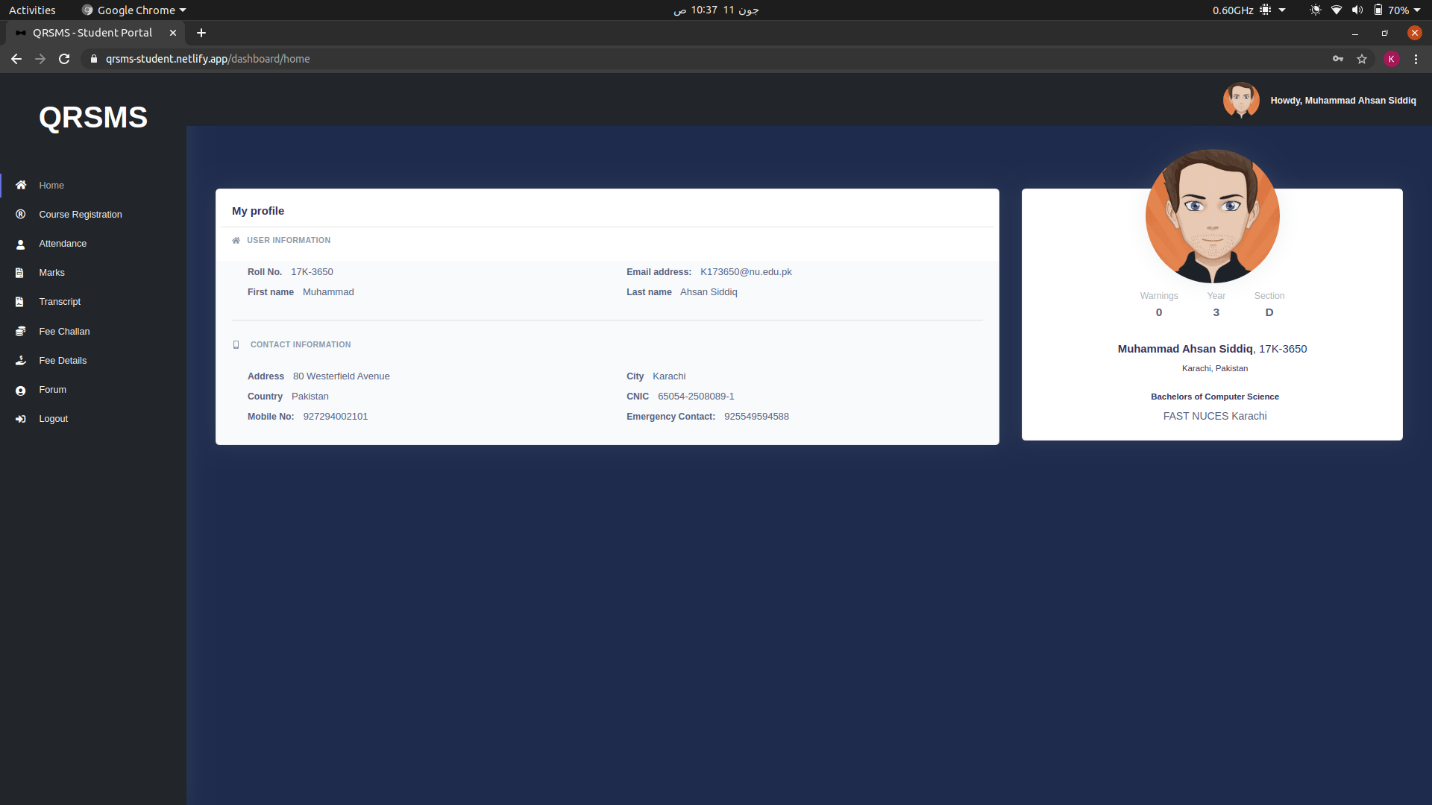 Activities
Google Chrome
جون 11 10:37 ص
0.60GHz
70%
QRSMS - Student Portal
qrsms-student.netlify.app/dashboard/home
K
QRSMS
Howdy, Muhammad Ahsan Siddiq
Home
Course Registration
Attendance
Marks
Transcript
Fee Challan
Fee Details
Forum
Logout
My profile
USER INFORMATION
Roll No. 17K-3650
Email address: K173650@nu.edu.pk
First name Muhammad
Last name Ahsan Siddiq
CONTACT INFORMATION
Address 80 Westerfield Avenue
City Karachi
Country Pakistan
CNIC 65054-2508089-1
Mobile No: 927294002101
Emergency Contact: 925549594588
Warnings Year Section
0 3 D
Muhammad Ahsan Siddiq, 17K-3650
Karachi, Pakistan
Bachelors of Computer Science
FAST NUCES Karachi